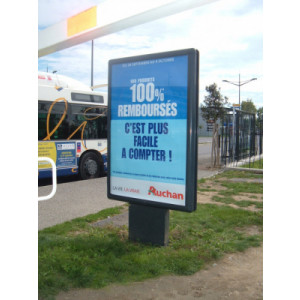 100%
REMBOURSÉS
C'EST PLUS
FACILE
A COMPTER !
Auchan